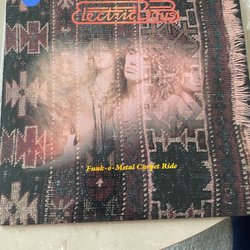 Electric Boys
Funk-o-Metal Carpet Ride